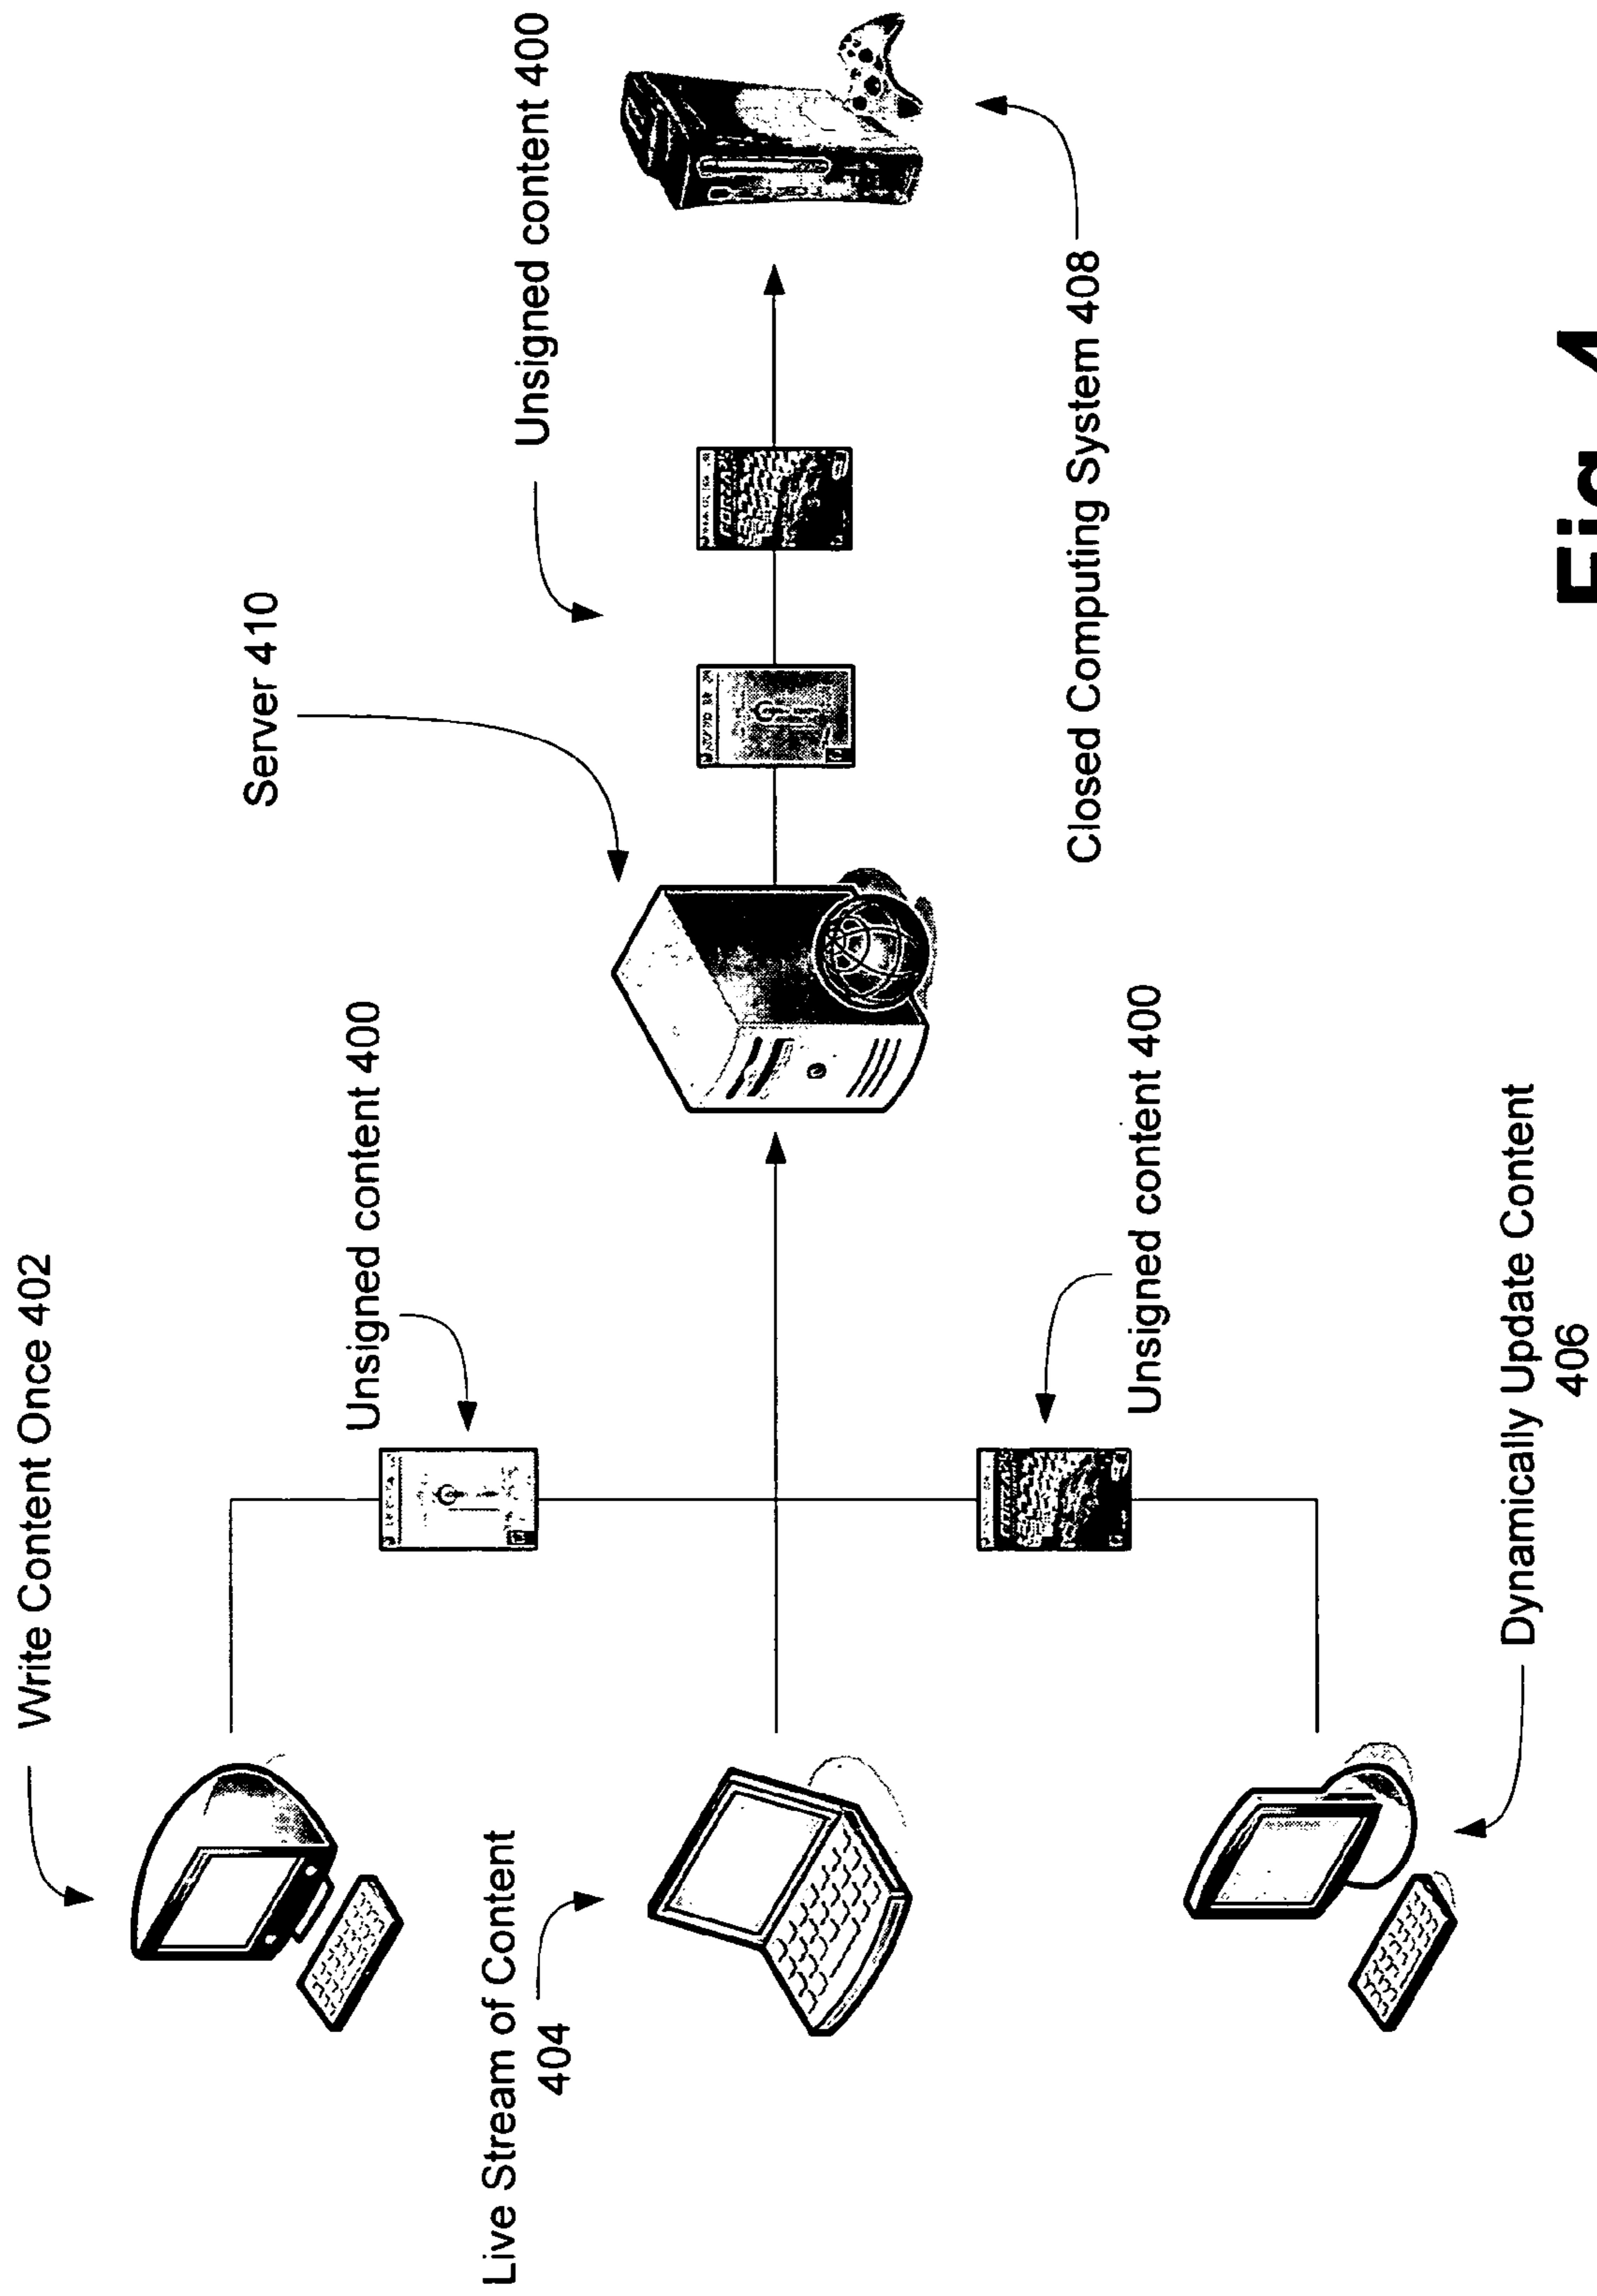 Write Content Once 402
Unsigned content 400
Server 410
Unsigned content 400
Live Stream of Content
404
Unsigned content 400
Closed Computing System 408
Dynamically Update Content
406
Fig. 4